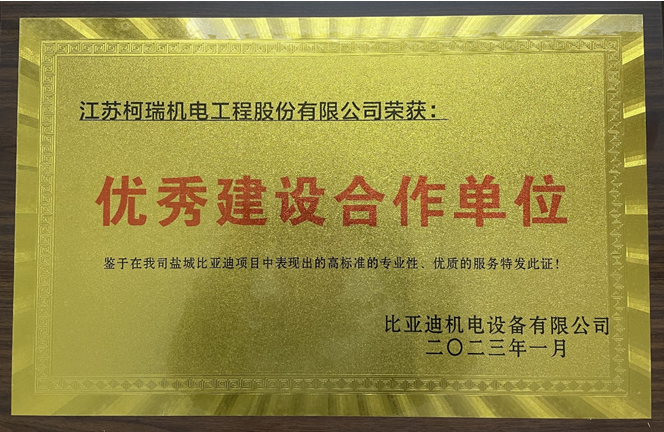 江苏柯瑞机电工程股份有限公司荣获：
优秀建设合作单位
鉴于在我司盐城比亚迪项目中表现出的高标准的专业性、优质的服务特发此证！
比亚迪机电设备有限公司
二〇二三年一月